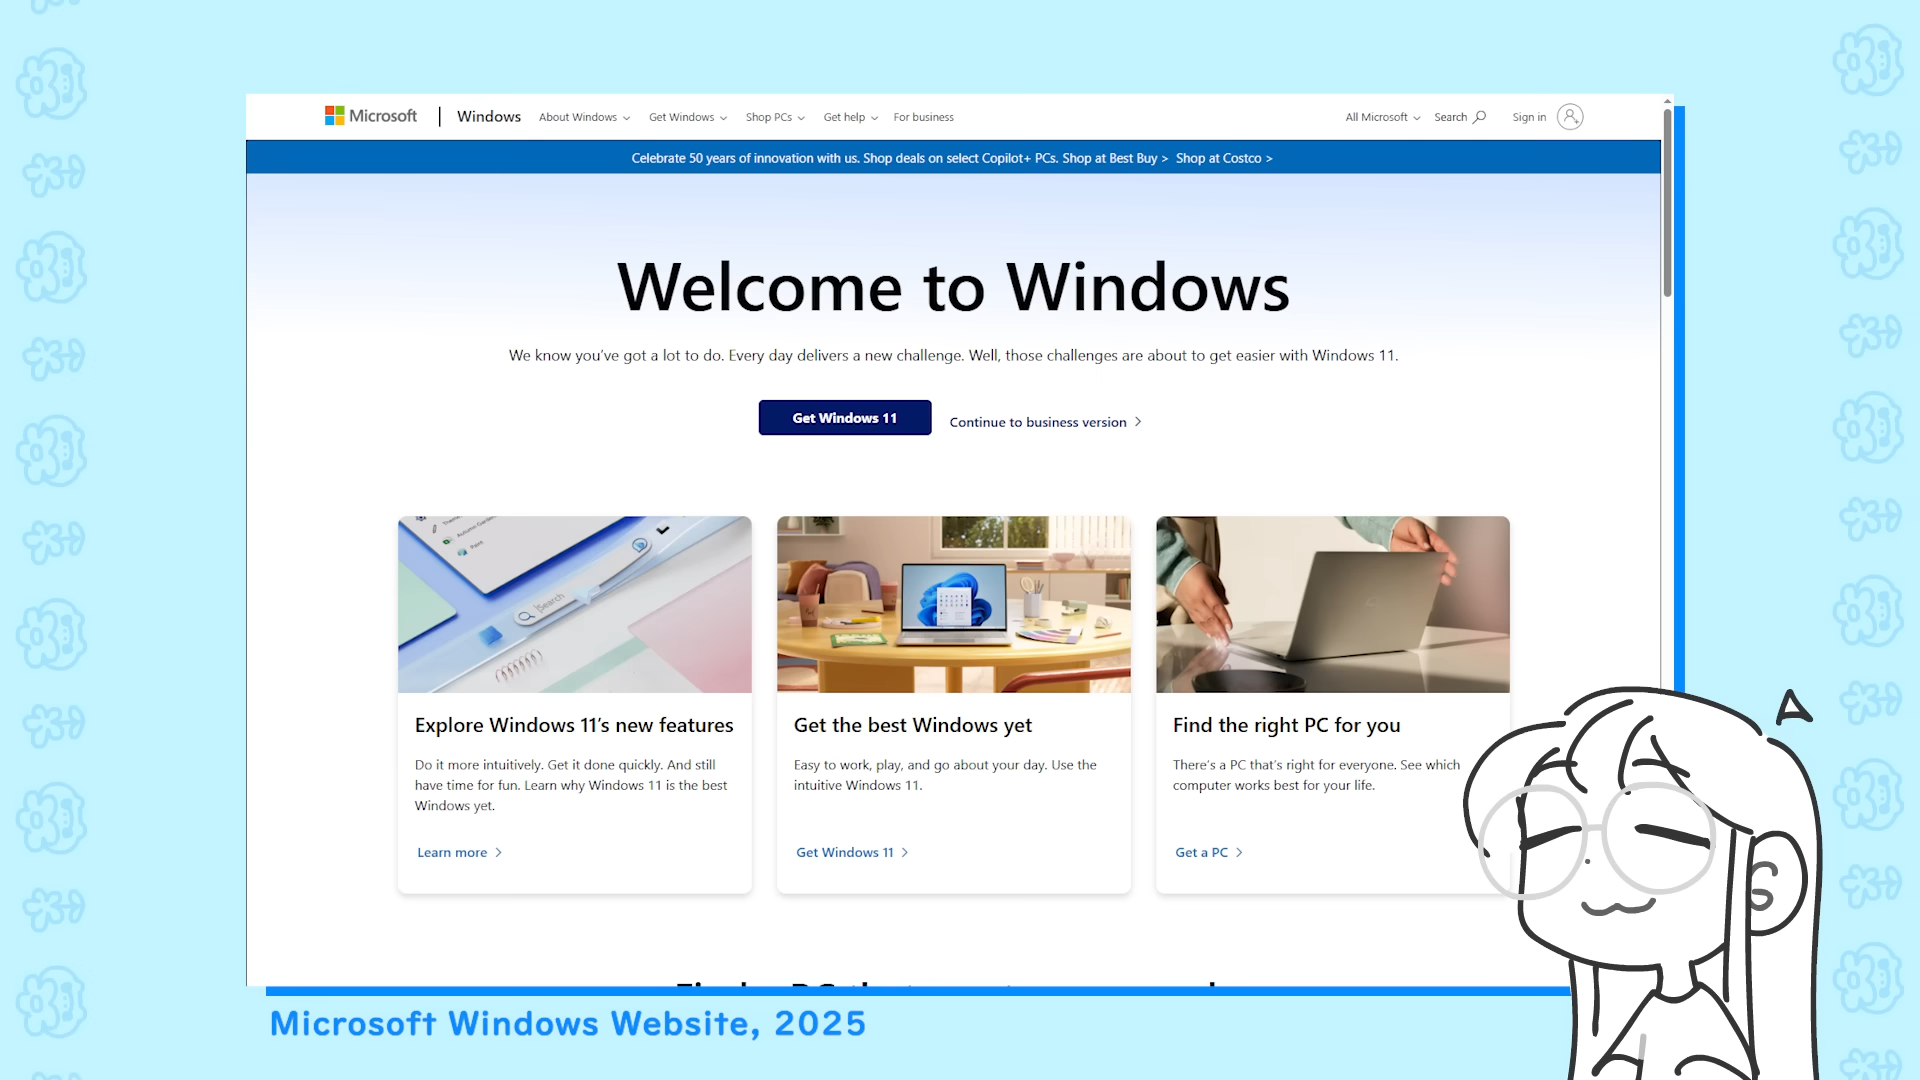 Microsoft | Windows About Windows Get Windows Shop PCs Get help For business All Microsoft Search Sign in
Celebrate 50 years of innovation with us. Shop deals on select Copilot+ PCs. Shop at Best Buy > Shop at Costco >
Welcome to Windows
We know you've got a lot to do. Every day delivers a new challenge. Well, those challenges are about to get easier with Windows 11.
Get Windows 11 Continue to business version >
Paint
Search
Explore Windows 11's new features
Do it more intuitively. Get it done quickly. And still
have time for fun. Learn why Windows 11 is the best
Windows yet.
Learn more >
Get the best Windows yet
Easy to work, play, and go about your day. Use the
intuitive Windows 11.
Get Windows 11 >
Find the right PC for you
There's a PC that's right for everyone. See which
computer works best for your life.
Get a PC >
Microsoft Windows Website, 2025